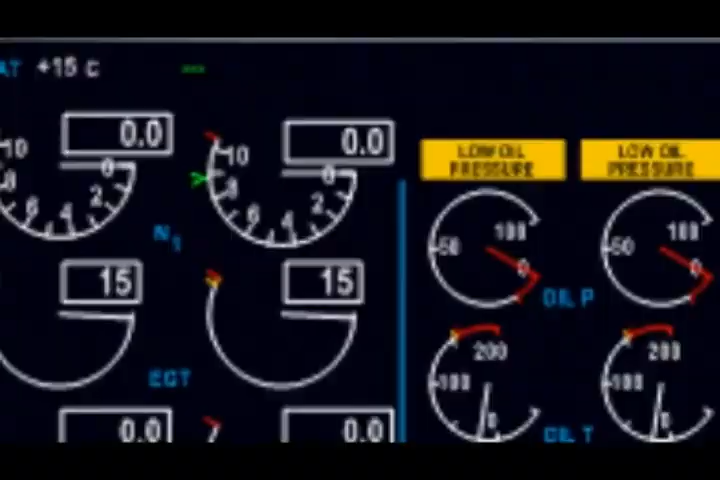 AT +15 C ---
0.0 0.0
LOW OIL PRESSURE LOW OIL PRESSURE
10 8 6 4 2 0
10 8 6 4 2 0
N1
100 50 0
100 50 0
OIL P
15 15
EGT
200 100 0
200 100 0
OIL T
0.0 0.0